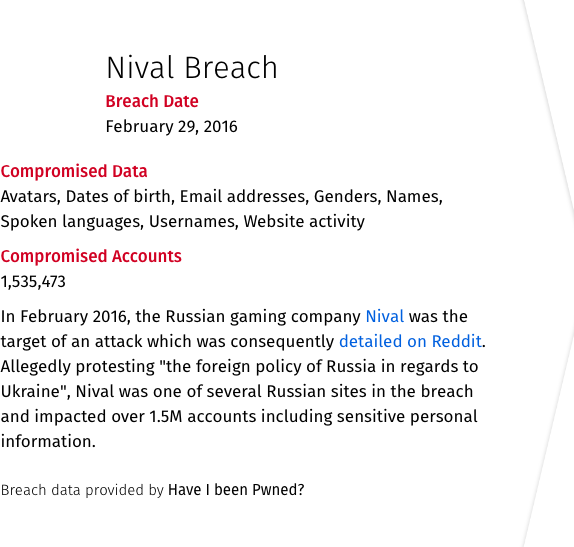 Nival Breach
Breach Date
February 29, 2016
Compromised Data
Avatars, Dates of birth, Email addresses, Genders, Names,
Spoken languages, Usernames, Website activity
Compromised Accounts
1,535,473
In February 2016, the Russian gaming company Nival was the
target of an attack which was consequently detailed on Reddit.
Allegedly protesting "the foreign policy of Russia in regards to
Ukraine", Nival was one of several Russian sites in the breach
and impacted over 1.5M accounts including sensitive personal
information.
Breach data provided by Have I been Pwned?